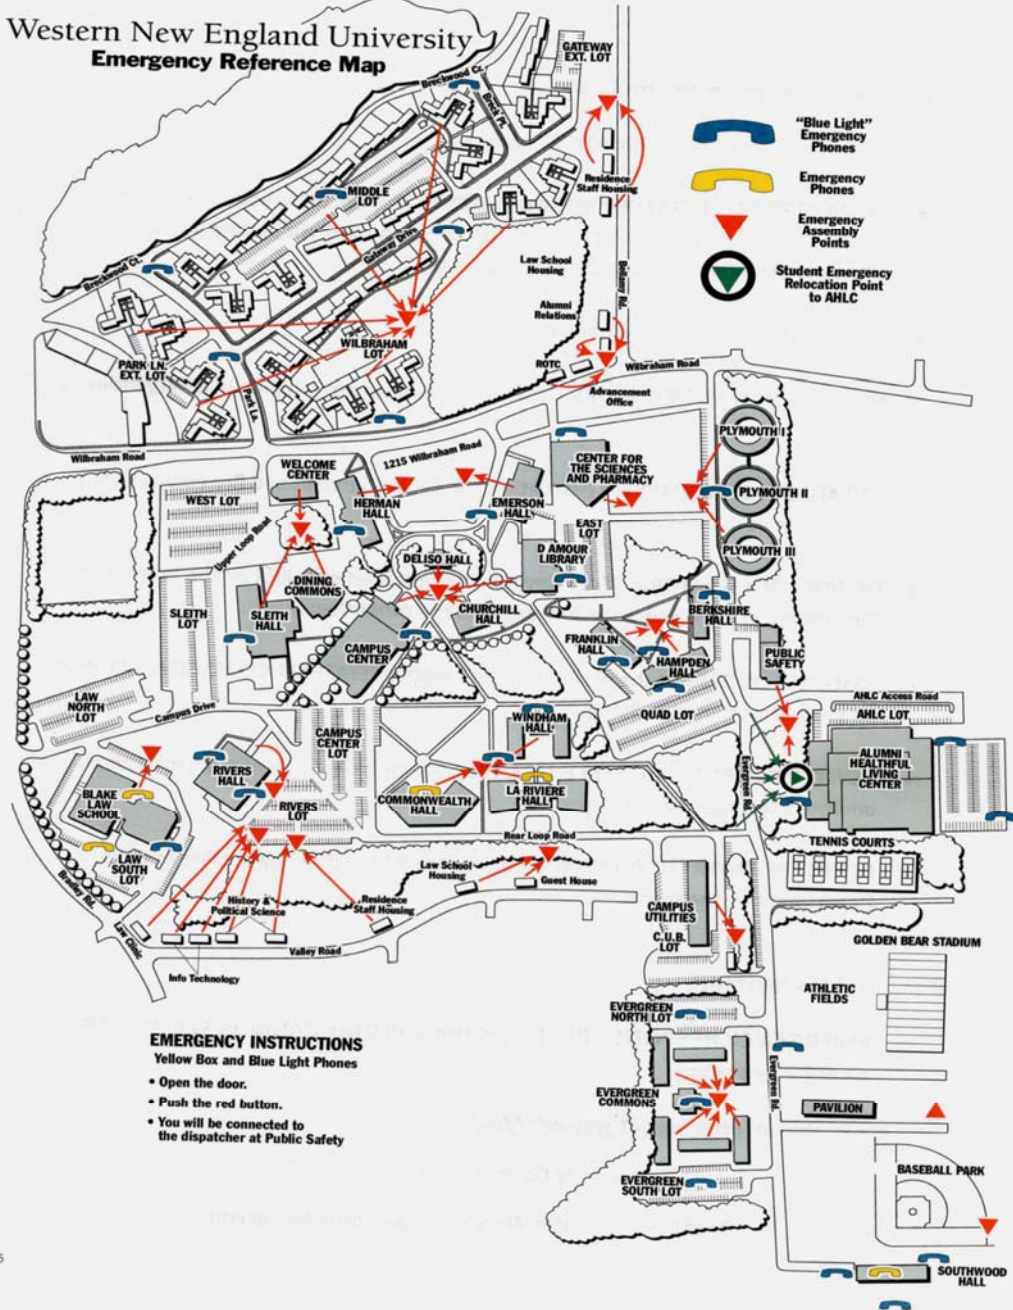 Western New England University
Emergency Reference Map
GATEWAY
EXT. LOT
Breckwood Ct.
Breck Pl.
"Blue Light"
Emergency
Phones
Emergency
Phones
Emergency
Assembly
Points
Student Emergency
Relocation Point
to AHLC
Residence
Staff Housing
MIDDLE
LOT
Gateway Drive
Breckwood Ct.
Law School
Housing
Bellamy Rd.
Alumni
Relations
WILBRAHAM
LOT
PARK LN.
EXT. LOT
Park Ln.
ROTC
Wilbraham Road
Advancement
Office
Wilbraham Road
1215 Wilbraham Road
PLYMOUTH I
PLYMOUTH II
PLYMOUTH III
WELCOME
CENTER
CENTER FOR
THE SCIENCES
AND PHARMACY
WEST LOT
HERMAN
HALL
EMERSON
HALL
EAST
LOT
Upper Loop Road
DELISO HALL
D AMOUR
LIBRARY
DINING
COMMONS
SLEITH
LOT
SLEITH
HALL
CHURCHILL
HALL
BERKSHIRE
HALL
FRANKLIN
HALL
CAMPUS
CENTER
HAMPDEN
HALL
PUBLIC
SAFETY
LAW
NORTH
LOT
Campus Drive
AHLC Access Road
AHLC LOT
QUAD LOT
WINDHAM
HALL
CAMPUS
CENTER
LOT
ALUMNI
HEALTHFUL
LIVING
CENTER
Evergreen Rd.
RIVERS
HALL
BLAKE
LAW
SCHOOL
RIVERS
LOT
COMMONWEALTH
HALL
LA RIVIERE
HALL
Rear Loop Road
TENNIS COURTS
LAW
SOUTH
LOT
Bradley Rd.
Law School
Housing
Guest House
History &
Political Science
Residence
Staff Housing
CAMPUS
UTILITIES
C.U.B.
LOT
Law Clinic
Valley Road
Info Technology
GOLDEN BEAR STADIUM
ATHLETIC
FIELDS
EVERGREEN
NORTH LOT
EMERGENCY INSTRUCTIONS
Yellow Box and Blue Light Phones
• Open the door.
• Push the red button.
• You will be connected to
the dispatcher at Public Safety
EVERGREEN
COMMONS
Evergreen Rd.
PAVILION
EVERGREEN
SOUTH LOT
BASEBALL PARK
SOUTHWOOD
HALL